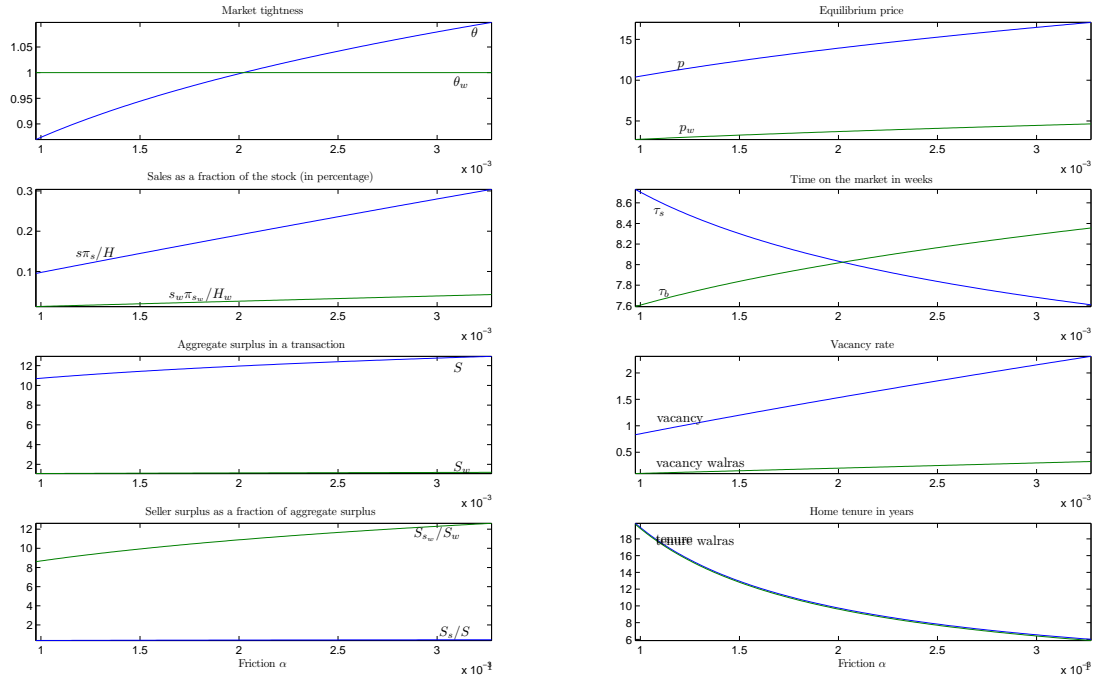 Market tightness
1.05
1
0.95
0.9
θ
θ_w
1 1.5 2 2.5 3
x 10^-3
Equilibrium price
15
10
5
p
p_w
1 1.5 2 2.5 3
x 10^-3
Sales as a fraction of the stock (in percentage)
0.3
0.2
0.1
sπ_s/H
s_wπ_{s_w}/H_w
1 1.5 2 2.5 3
x 10^-3
Time on the market in weeks
8.6
8.4
8.2
8
7.8
7.6
τ_s
τ_b
1 1.5 2 2.5 3
x 10^-3
Aggregate surplus in a transaction
12
10
8
6
4
2
S
S_w
1 1.5 2 2.5 3
x 10^-3
Vacancy rate
2
1.5
1
0.5
vacancy
vacancy walras
1 1.5 2 2.5 3
x 10^-3
Seller surplus as a fraction of aggregate surplus
12
10
8
6
4
2
S_{s_w}/S_w
S_s/S
1 1.5 2 2.5 3
Friction α
x 10
Home tenure in years
18
16
14
12
10
8
6
tenure
tenure walras
1 1.5 2 2.5 3
Friction α
x 10